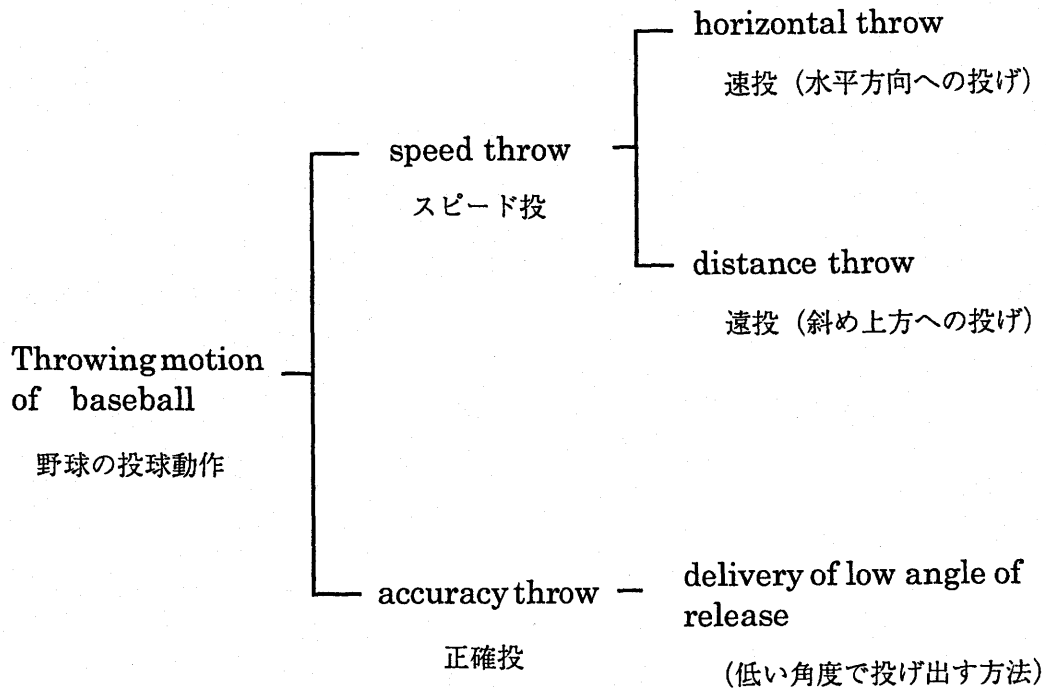 horizontal throw
速投（水平方向への投げ）
speed throw
スピード投
distance throw
遠投（斜め上方への投げ）
Throwing motion
of baseball
野球の投球動作
accuracy throw
正確投
delivery of low angle of
release
（低い角度で投げ出す方法）